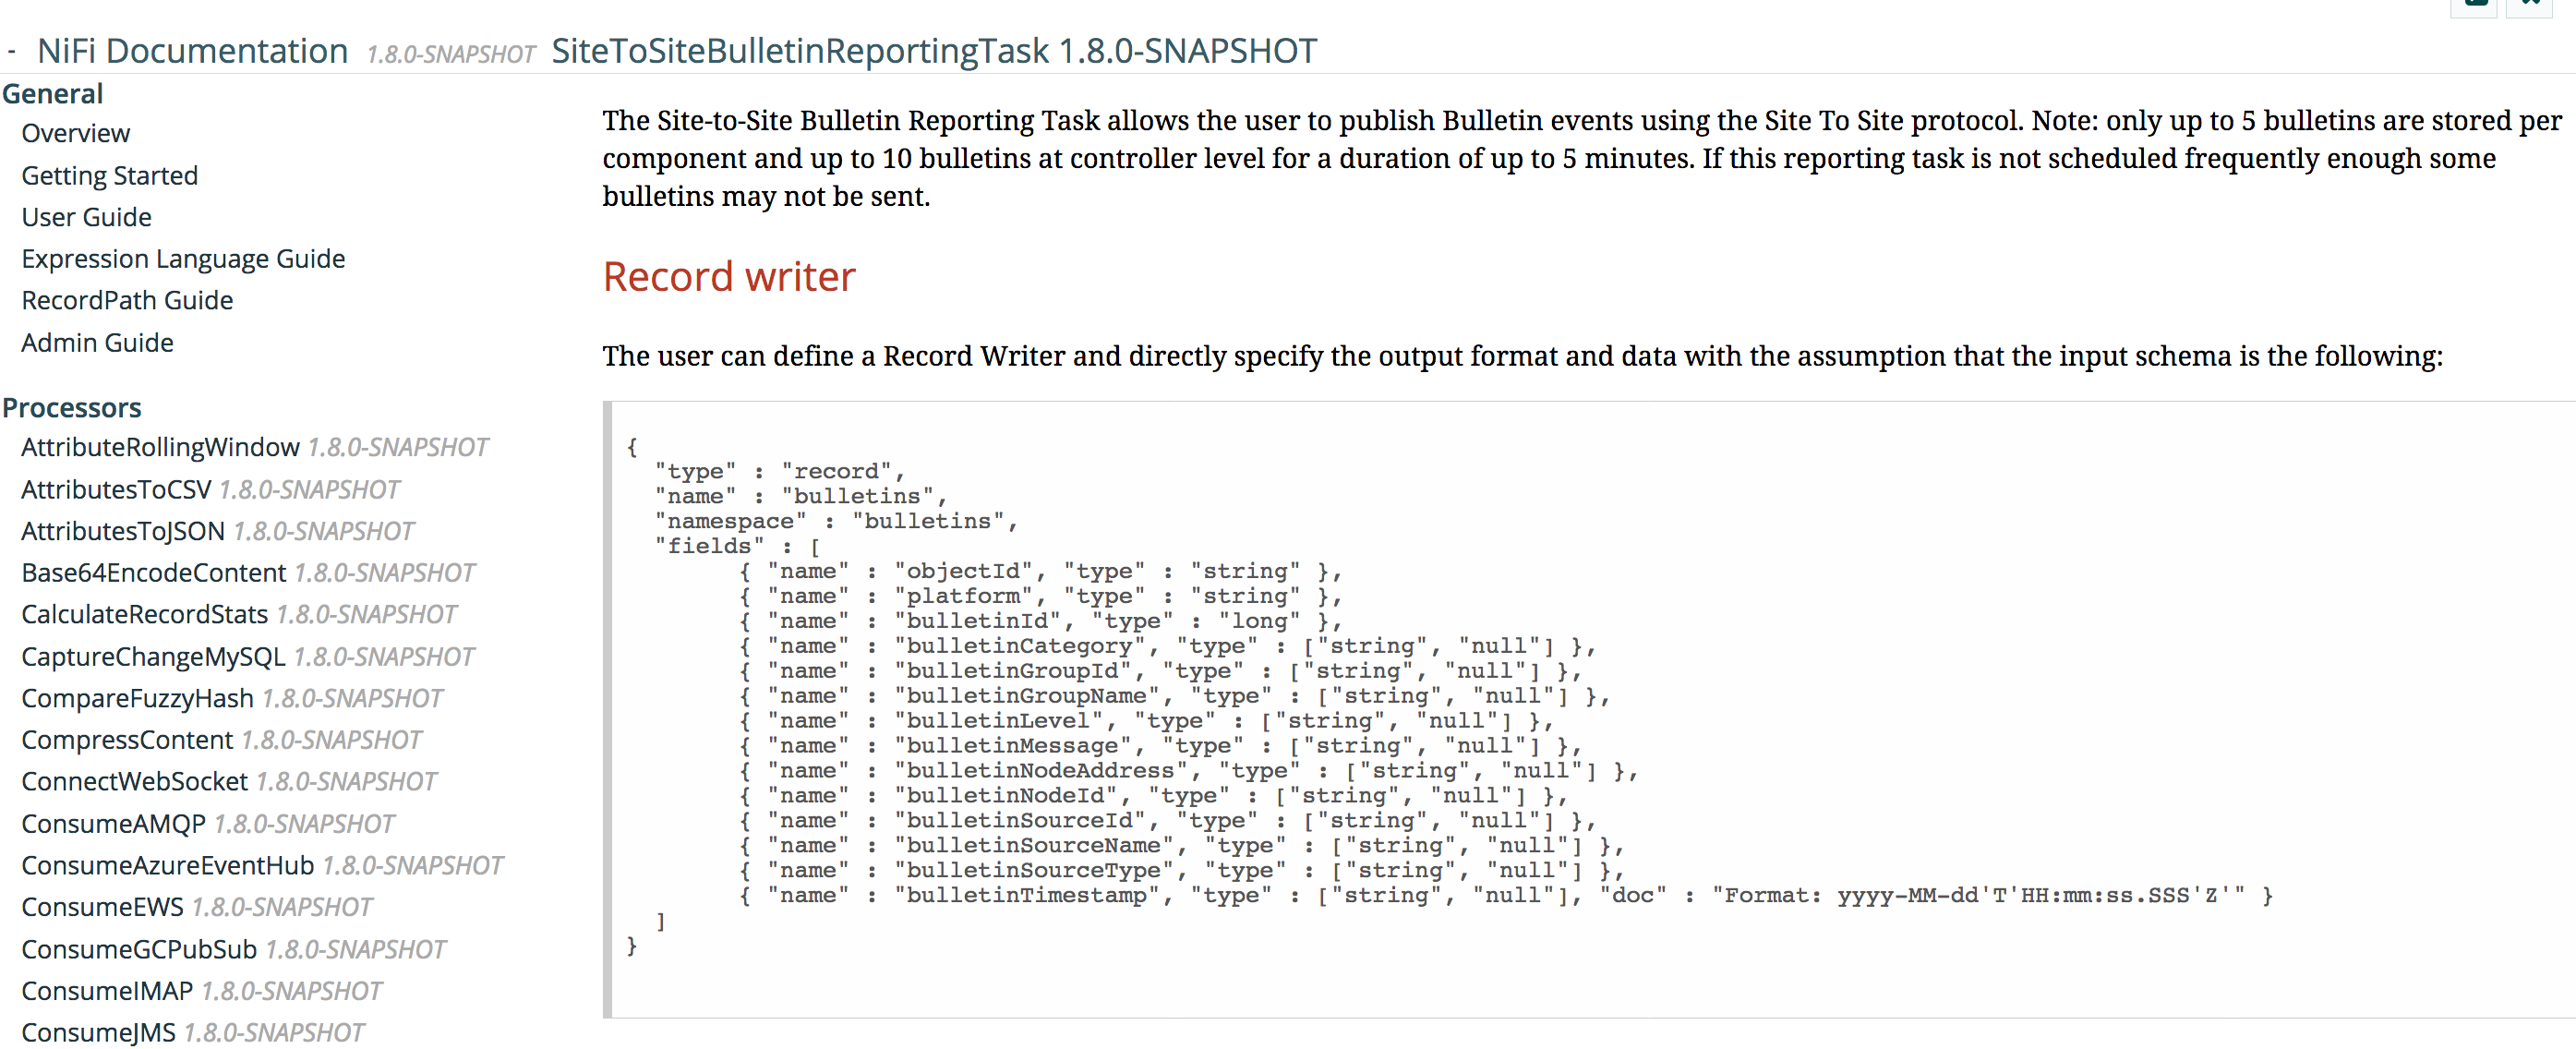 - NiFi Documentation 1.8.0-SNAPSHOT SiteToSiteBulletinReportingTask 1.8.0-SNAPSHOT
General
Overview
Getting Started
User Guide
Expression Language Guide
RecordPath Guide
Admin Guide
Processors
AttributeRollingWindow 1.8.0-SNAPSHOT
AttributesToCSV 1.8.0-SNAPSHOT
AttributesToJSON 1.8.0-SNAPSHOT
Base64EncodeContent 1.8.0-SNAPSHOT
CalculateRecordStats 1.8.0-SNAPSHOT
CaptureChangeMySQL 1.8.0-SNAPSHOT
CompareFuzzyHash 1.8.0-SNAPSHOT
CompressContent 1.8.0-SNAPSHOT
ConnectWebSocket 1.8.0-SNAPSHOT
ConsumeAMQP 1.8.0-SNAPSHOT
ConsumeAzureEventHub 1.8.0-SNAPSHOT
ConsumeEWS 1.8.0-SNAPSHOT
ConsumeGCPubSub 1.8.0-SNAPSHOT
ConsumeIMAP 1.8.0-SNAPSHOT
ConsumeJMS 1.8.0-SNAPSHOT
The Site-to-Site Bulletin Reporting Task allows the user to publish Bulletin events using the Site To Site protocol. Note: only up to 5 bulletins are stored per
component and up to 10 bulletins at controller level for a duration of up to 5 minutes. If this reporting task is not scheduled frequently enough some
bulletins may not be sent.
Record writer
The user can define a Record Writer and directly specify the output format and data with the assumption that the input schema is the following:
{
"type" : "record",
"name" : "bulletins",
"namespace" : "bulletins",
"fields" : [
{ "name" : "objectId", "type" : "string" },
{ "name" : "platform", "type" : "string" },
{ "name" : "bulletinId", "type" : "long" },
{ "name" : "bulletinCategory", "type" : ["string", "null"] },
{ "name" : "bulletinGroupId", "type" : ["string", "null"] },
{ "name" : "bulletinGroupName", "type" : ["string", "null"] },
{ "name" : "bulletinLevel", "type" : ["string", "null"] },
{ "name" : "bulletinMessage", "type" : ["string", "null"] },
{ "name" : "bulletinNodeAddress", "type" : ["string", "null"] },
{ "name" : "bulletinNodeId", "type" : ["string", "null"] },
{ "name" : "bulletinSourceId", "type" : ["string", "null"] },
{ "name" : "bulletinSourceName", "type" : ["string", "null"] },
{ "name" : "bulletinSourceType", "type" : ["string", "null"] },
{ "name" : "bulletinTimestamp", "type" : ["string", "null"], "doc" : "Format: yyyy-MM-dd'T'HH:mm:ss.SSS'Z'" }
]
}